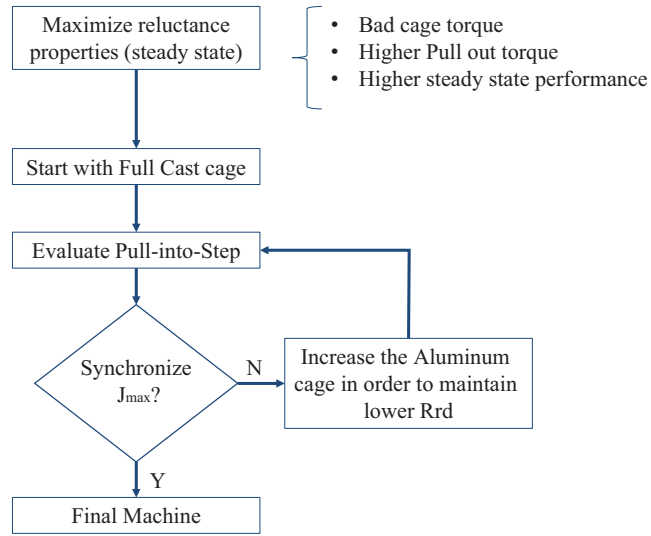 Maximize reluctance
properties (steady state)
• Bad cage torque
• Higher Pull out torque
• Higher steady state performance
Start with Full Cast cage
Evaluate Pull-into-Step
Synchronize
Jmax?
N
Increase the Aluminum
cage in order to maintain
lower Rrd
Y
Final Machine